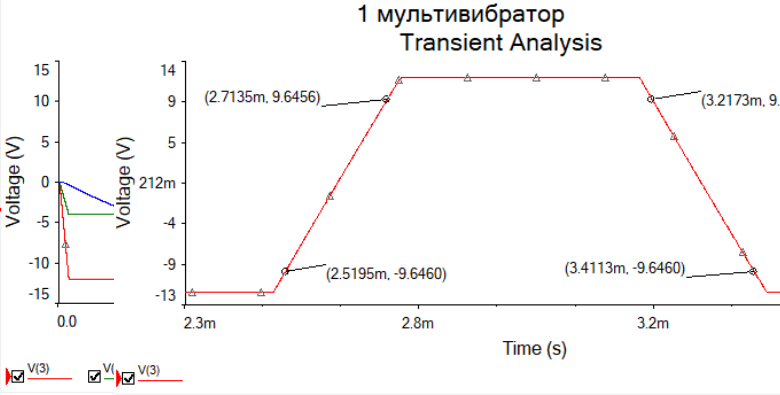 1 мультивибратор
Transient Analysis
Voltage (V)
15
10
5
0
-5
-10
-15
0.0
Voltage (V)
14
9
5
212m
-4
-9
-13
2.3m
2.8m
3.2m
Time (s)
(2.7135m, 9.6456)
(2.5195m, -9.6460)
(3.2173m, 9.
(3.4113m, -9.6460)
V(3)
V(
V(3)